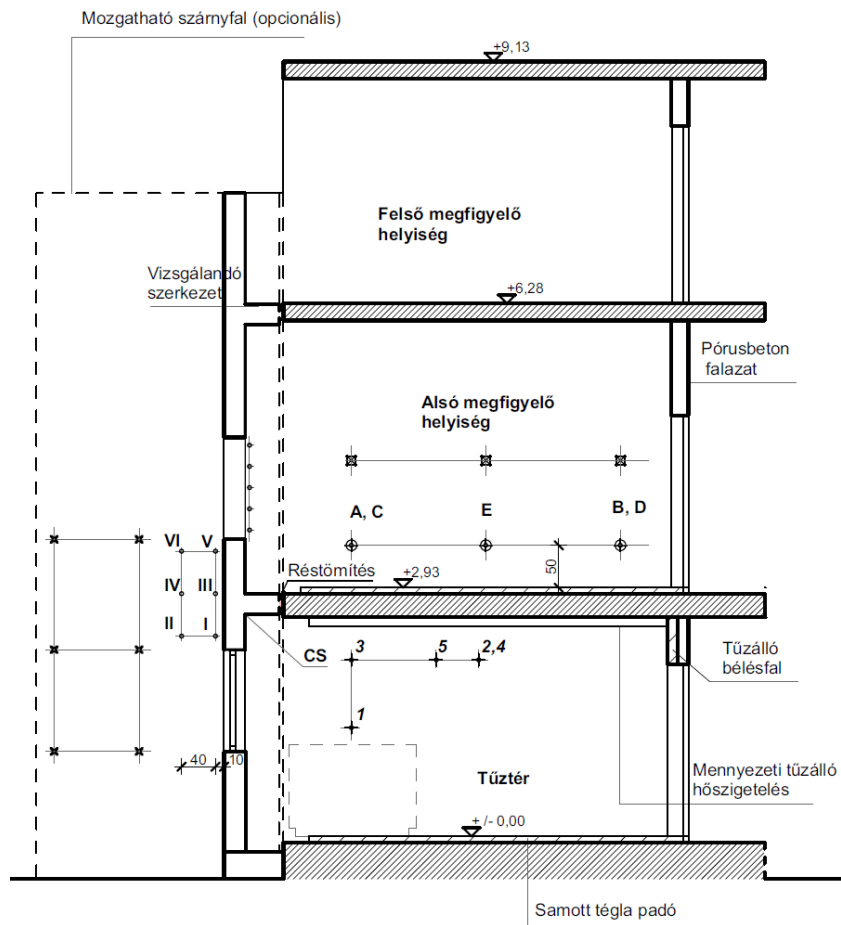 Mozgatható szárnyfal (opcionális)
+9,13
Felső megfigyelő
helyiség
Vizsgálandó
szerkezet
+6,28
Pórusbeton
falazat
Alsó megfigyelő
helyiség
A, C
E
B, D
VI
V
50
Réstömítés
+2,93
IV
III
II
I
CS
3
5
2,4
Tűzálló
bélésfal
1
40
10
Tűztér
Mennyezeti tűzálló
hőszigetelés
+ /- 0,00
Samott tégla padó